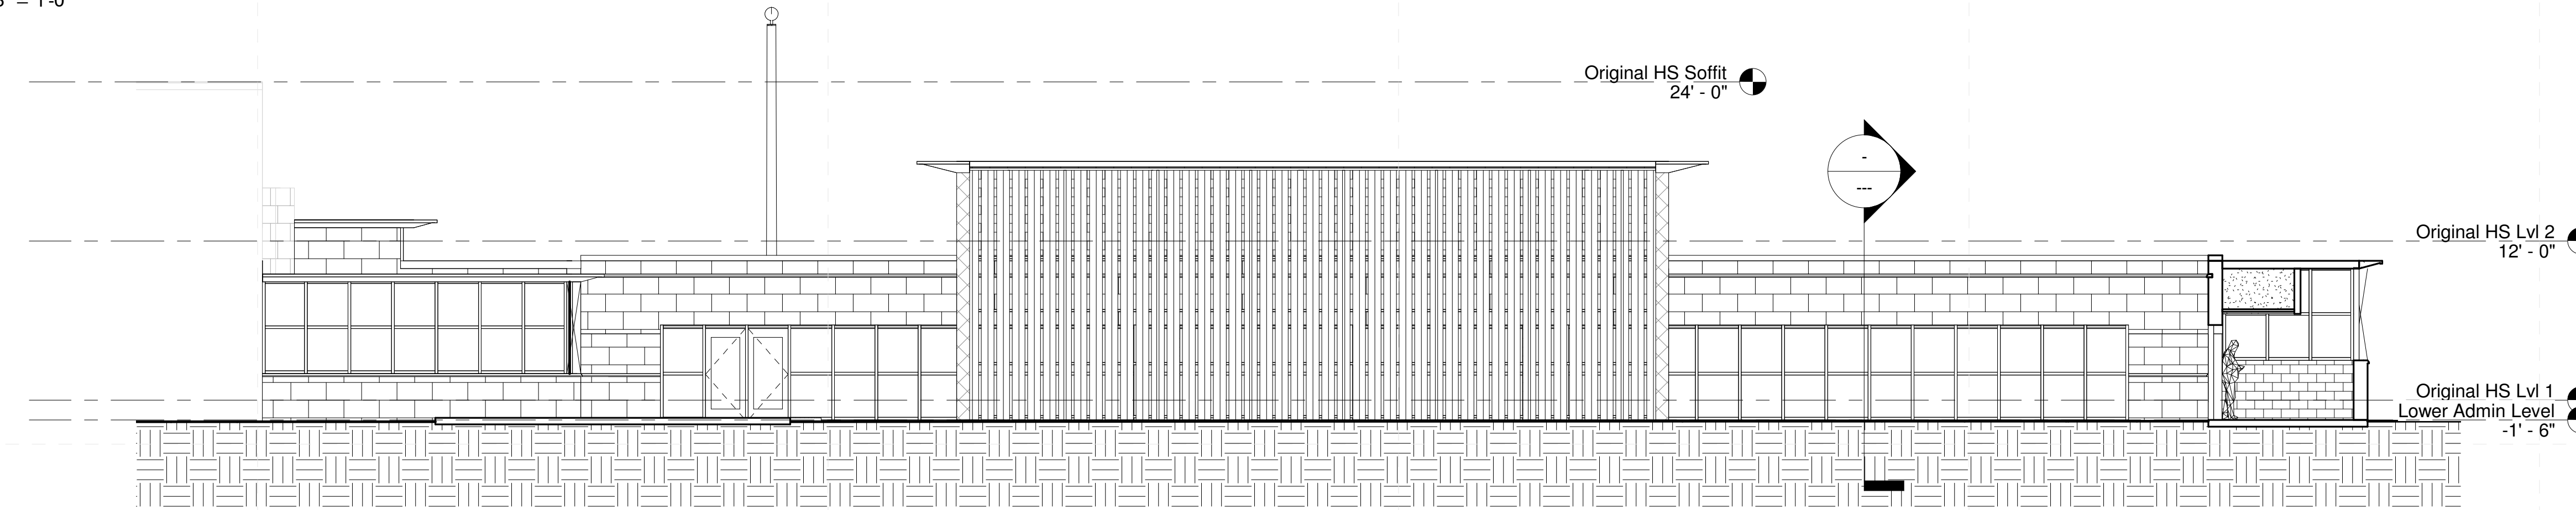 Original HS Soffit
24' - 0"
-
---
Original HS Lvl 2
12' - 0"
Original HS Lvl 1
Lower Admin Level
-1' - 6"